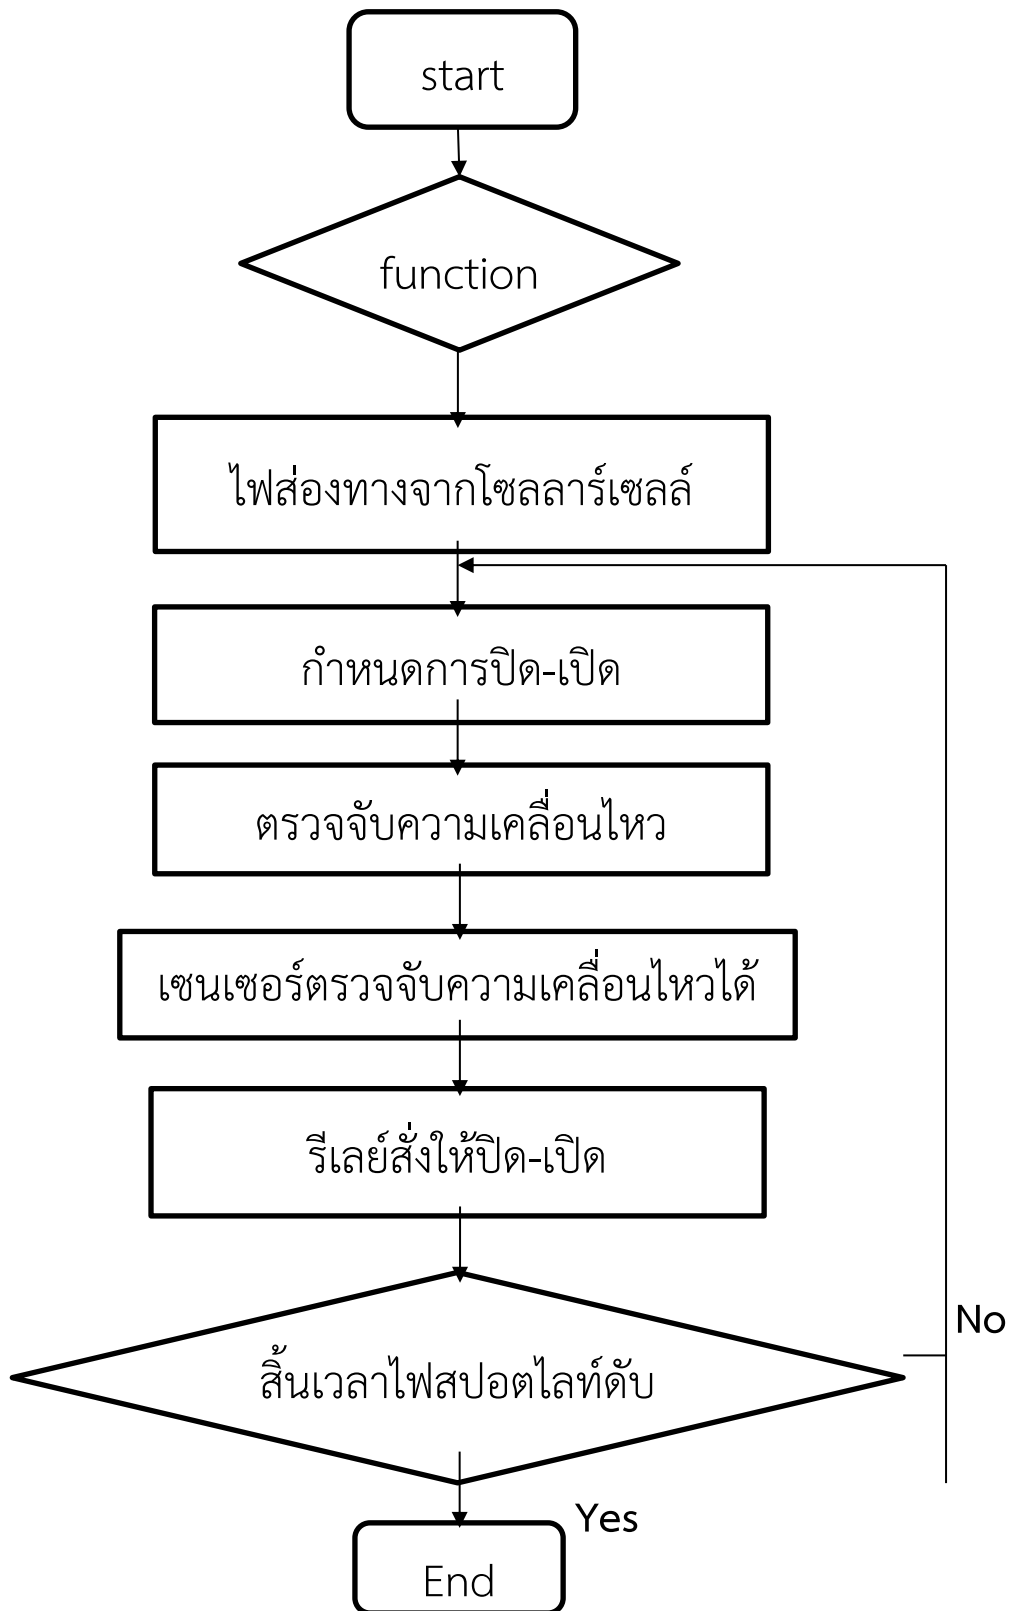 start
function
ไฟส่องทางจากโซลลาร์เซลล์
กำหนดการปิด-เปิด
ตรวจจับความเคลื่อนไหว
เซนเซอร์ตรวจจับความเคลื่อนไหวได้
รีเลย์สั่งให้ปิด-เปิด
No
สิ้นเวลาไฟสปอตไลท์ดับ
Yes
End